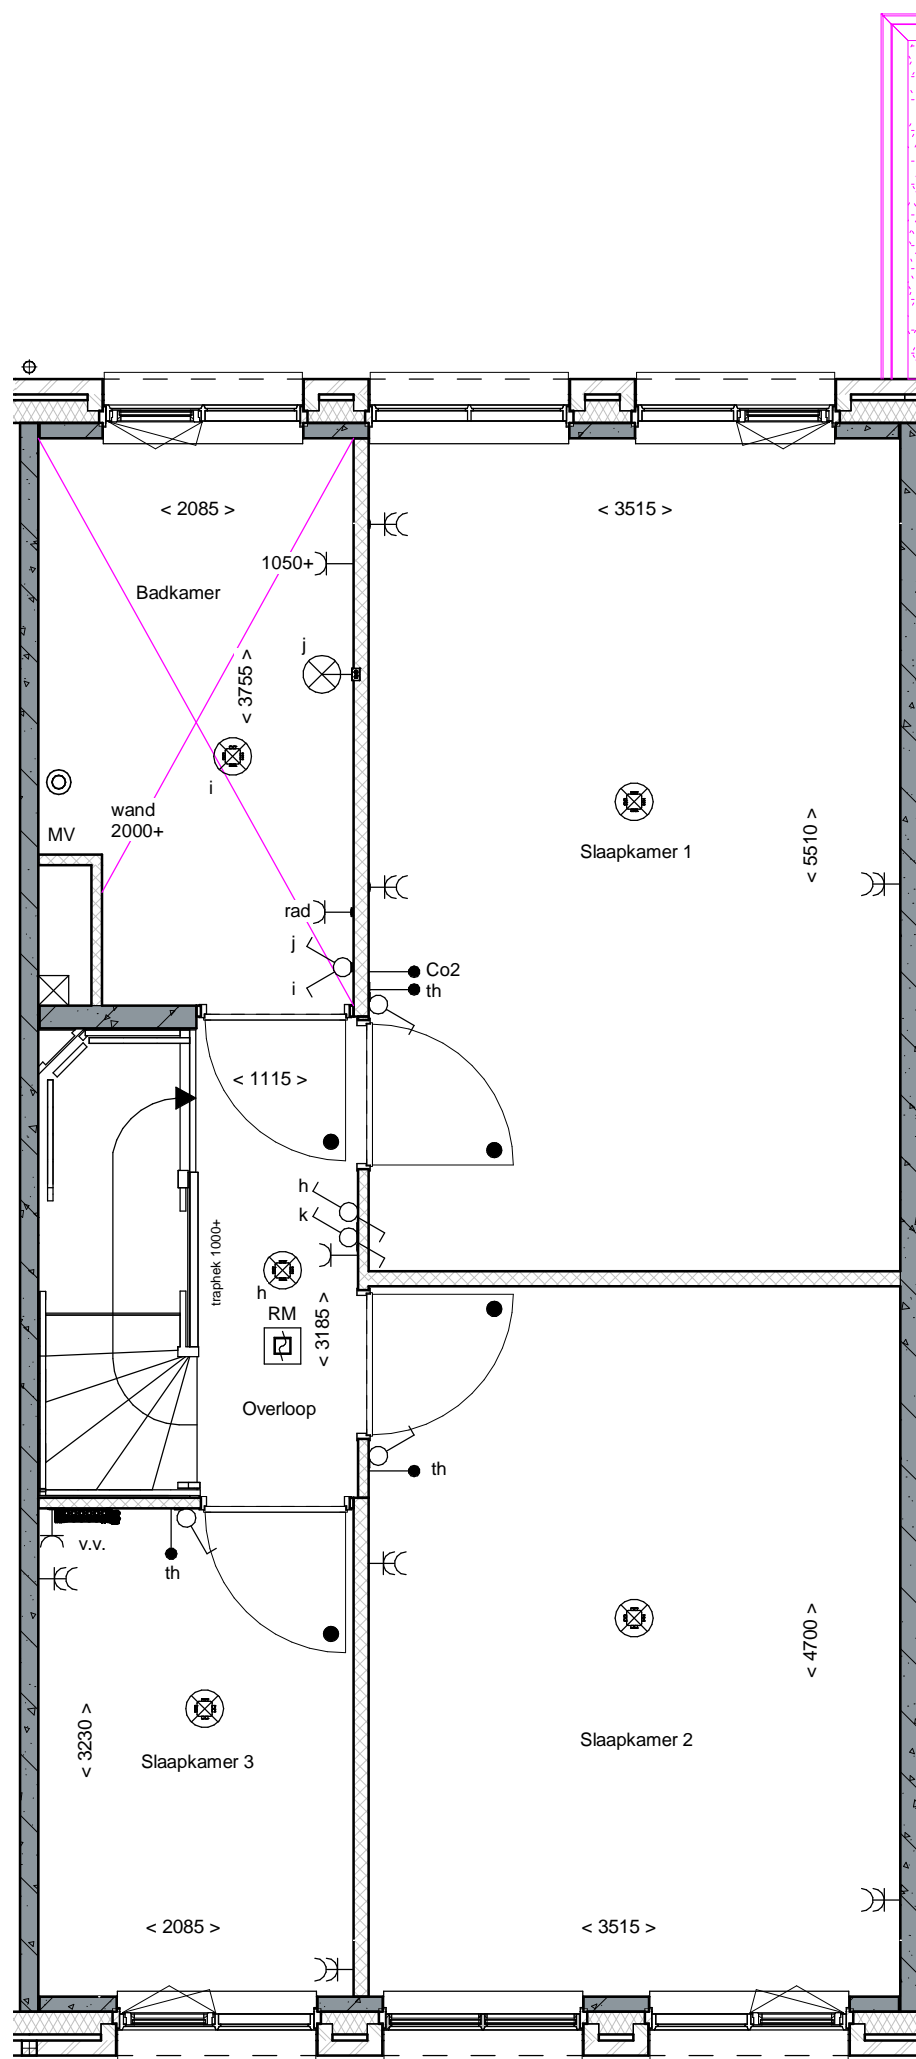 < 2085 >
< 3515 >
1050+
Badkamer
j
< 3755 >
i
wand
2000+
MV
Slaapkamer 1
< 5510 >
rad
j
i
Co2
th
< 1115 >
h
k
traphek 1000+
h
RM
< 3185 >
Overloop
th
v.v.
th
< 3230 >
Slaapkamer 3
< 4700 >
Slaapkamer 2
< 2085 >
< 3515 >